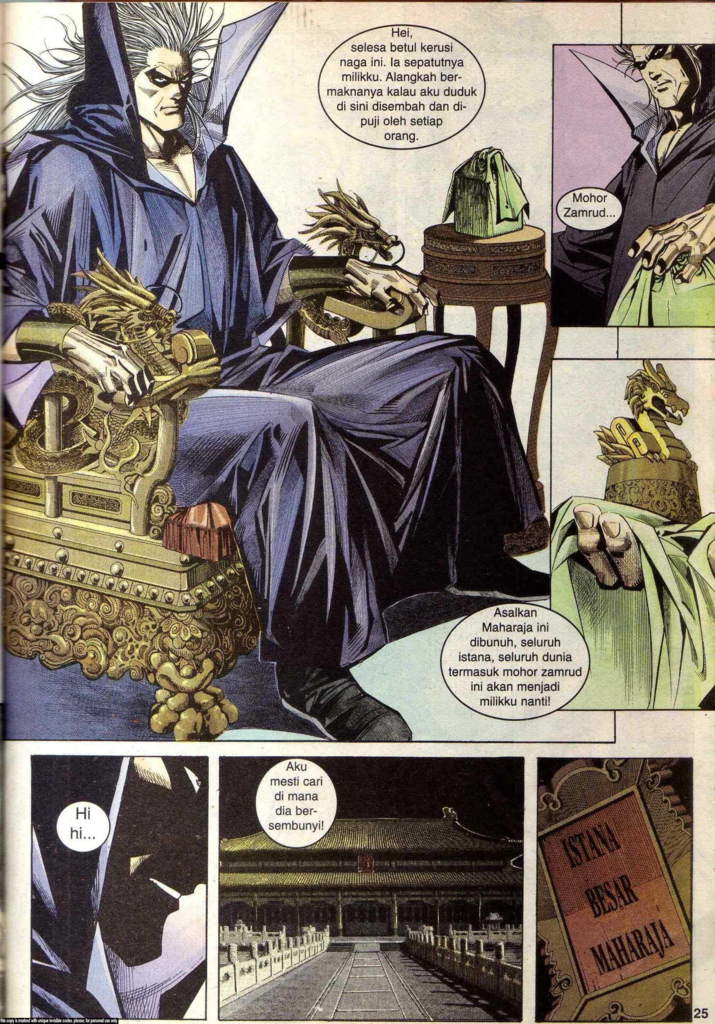 Hei,
selesa betul kerusi
naga ini. Ia sepatutnya
milikku. Alangkah ber-
maknanya kalau aku duduk
di sini disembah dan di-
puji oleh setiap
orang.
Mohor
Zamrud...
Asalkan
Maharaja ini
dibunuh, seluruh
istana, seluruh dunia
termasuk mohor zamrud
ini akan menjadi
milikku nanti!
Hi
hi...
Aku
mesti cari
di mana
dia ber-
sembunyi!
ISTANA
BESAR
MAHARAJA
25